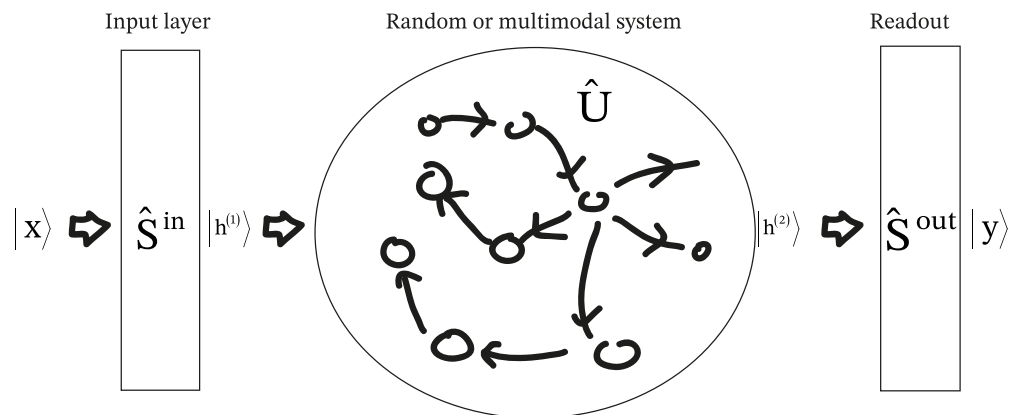 Input layer
Random or multimodal system
Readout
Û
|x⟩
Ŝ in
|h⁽¹⁾⟩
|h⁽²⁾⟩
Ŝ out
|y⟩